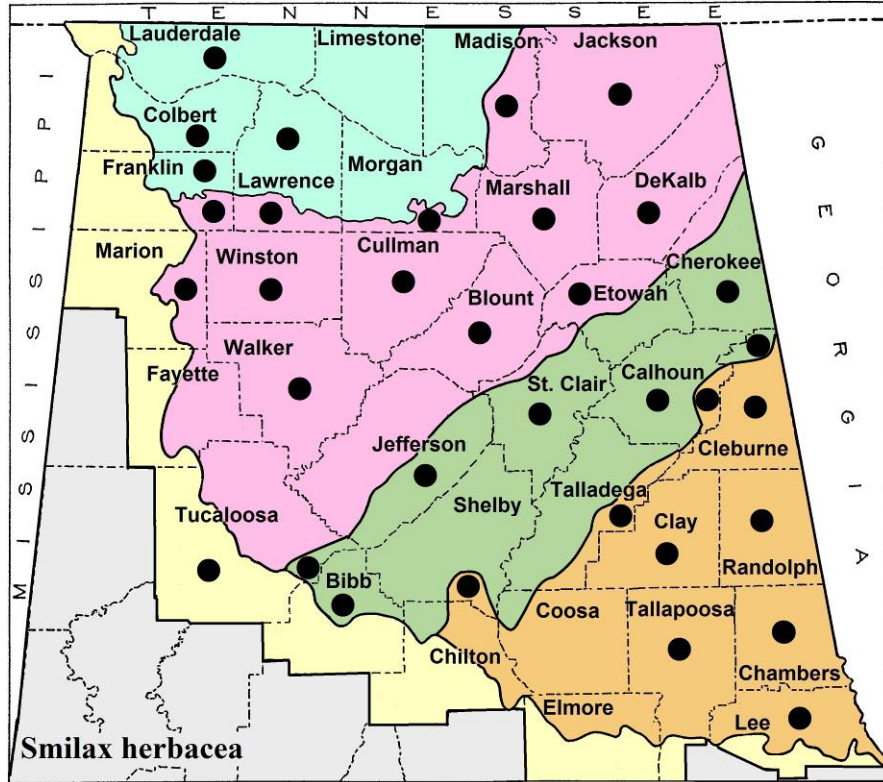 T E N N E S S E E
M I S S I S S I P P I
G E O R G I A
Lauderdale
Limestone
Madison
Jackson
Colbert
Franklin
Lawrence
Morgan
Marshall
DeKalb
Marion
Winston
Cullman
Cherokee
Blount
Etowah
Walker
Fayette
St. Clair
Calhoun
Jefferson
Cleburne
Tucaloosa
Shelby
Talladega
Clay
Bibb
Randolph
Coosa
Tallapoosa
Chilton
Chambers
Elmore
Lee
Smilax herbacea